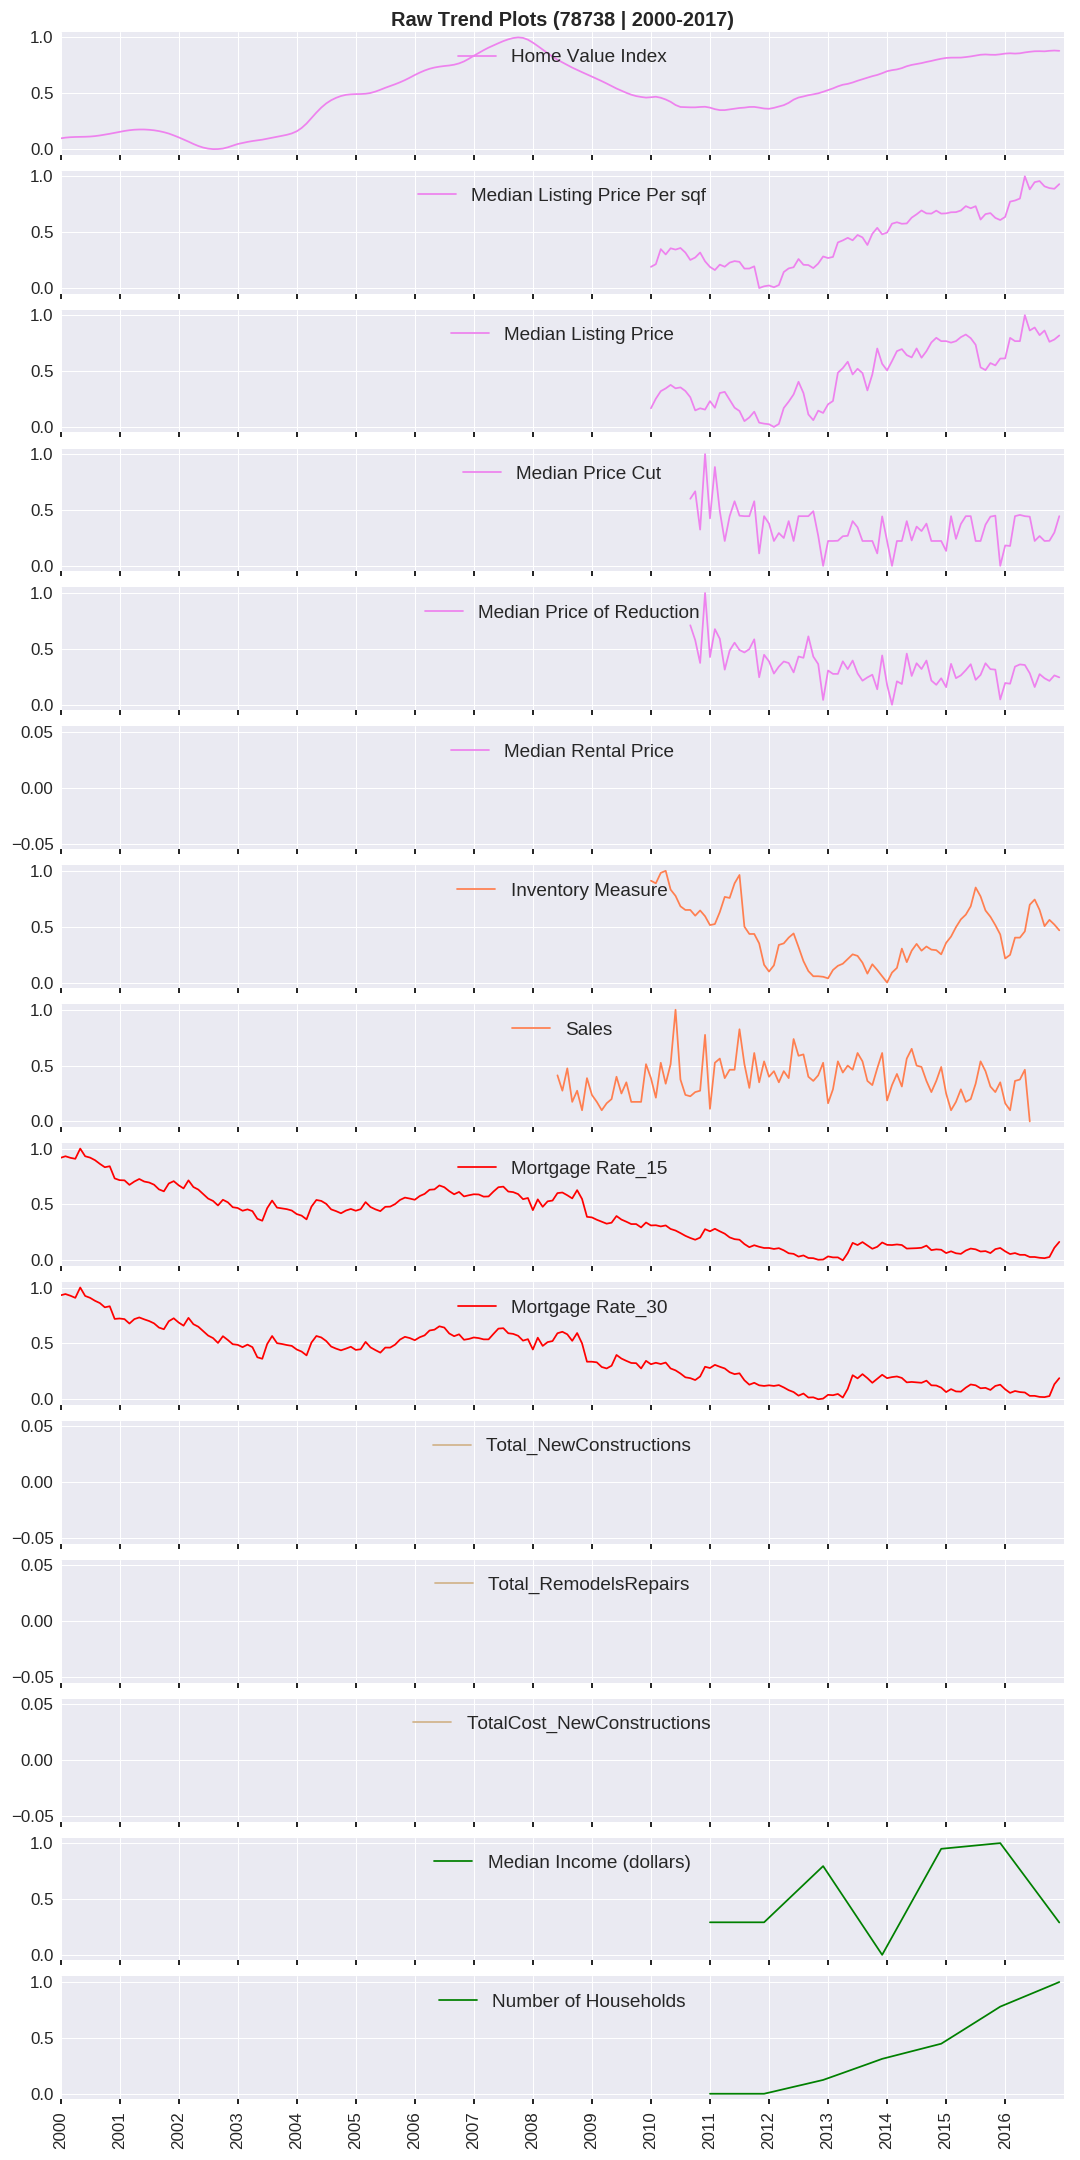 Raw Trend Plots (78738 | 2000-2017)
1.0
Home Value Index
0.5
0.0
1.0
Median Listing Price Per sqf
0.5
0.0
1.0
Median Listing Price
0.5
0.0
1.0
Median Price Cut
0.5
0.0
1.0
Median Price of Reduction
0.5
0.0
0.05
Median Rental Price
0.00
−0.05
1.0
Inventory Measure
0.5
0.0
1.0
Sales
0.5
0.0
1.0
Mortgage Rate_15
0.5
0.0
1.0
Mortgage Rate_30
0.5
0.0
0.05
Total_NewConstructions
0.00
−0.05
0.05
Total_RemodelsRepairs
0.00
−0.05
0.05
TotalCost_NewConstructions
0.00
−0.05
1.0
Median Income (dollars)
0.5
0.0
1.0
Number of Households
0.5
0.0
2000 2001 2002 2003 2004 2005 2006 2007 2008 2009 2010 2011 2012 2013 2014 2015 2016